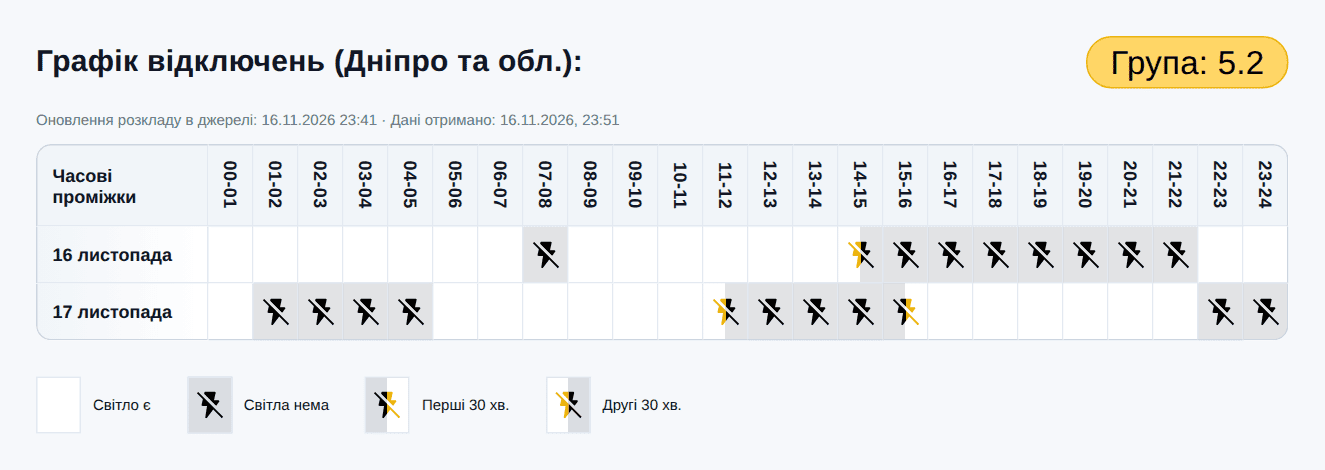 Графік відключень (Дніпро та обл.):
Група: 5.2
Оновлення розкладу в джерелі: 16.11.2026 23:41 · Дані отримано: 16.11.2026, 23:51
Часові
проміжки
00-01
01-02
02-03
03-04
04-05
05-06
06-07
07-08
08-09
09-10
10-11
11-12
12-13
13-14
14-15
15-16
16-17
17-18
18-19
19-20
20-21
21-22
22-23
23-24
16 листопада
17 листопада
Світло є
Світла нема
Перші 30 хв.
Другі 30 хв.